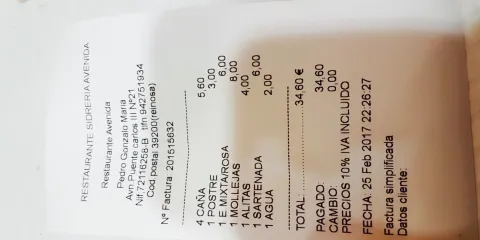 RESTAURANTE SIDRERIA AVENIDA
Restaurante Avenida
Pedro Gonzalo Maria
Avn Puente carlos III Nº21
Nif.72116258-B tlfn 942751934
Cod.postal 39200(reinosa)
Nº Factura 201515632
4 CAÑA 5,60
1 POSTRE 3,00
1 E.MIXTA/ROSA 6,00
1 MOLLEJAS 8,00
1 ALITAS 4,00
1 SARTENADA 6,00
1 AGUA 2,00
TOTAL: 34,60 €
PAGADO: 34,60
CAMBIO: 0,00
PRECIOS 10% IVA INCLUIDO
FECHA: 25 Feb 2017 22:26:27
Factura simplificada
Datos cliente: